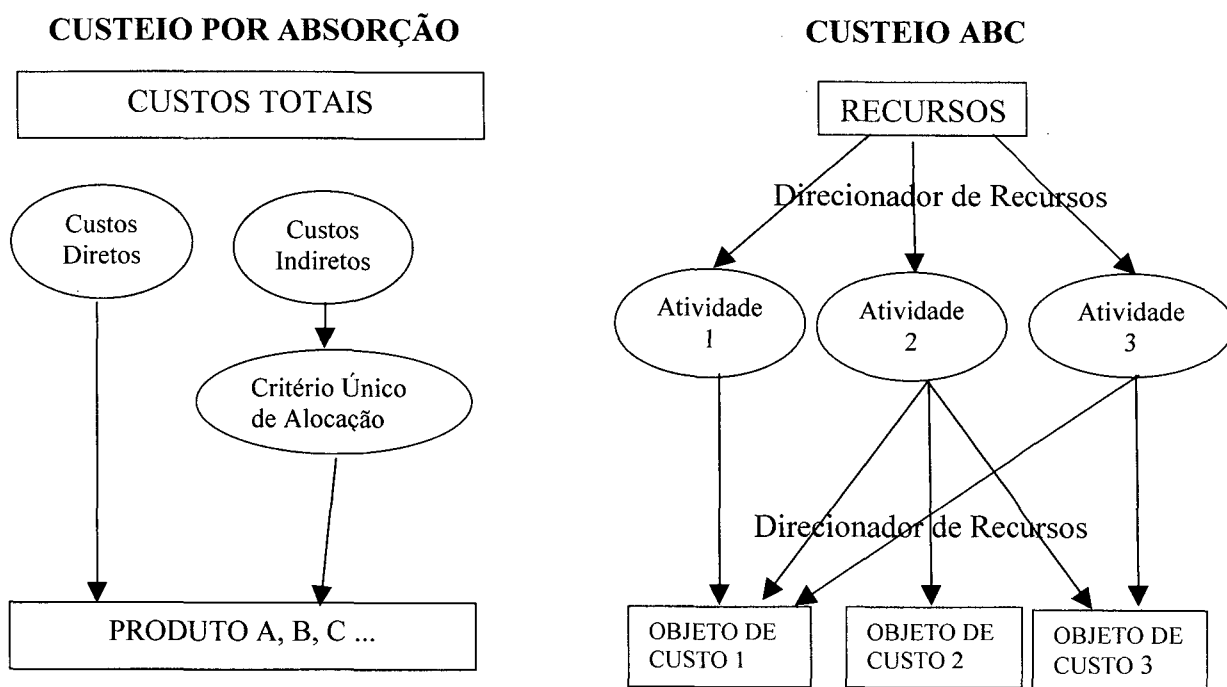 CUSTEIO POR ABSORÇÃO
CUSTOS TOTAIS
Custos
Diretos
Custos
Indiretos
Critério Único
de Alocação
PRODUTO A, B, C ...
CUSTEIO ABC
RECURSOS
Direcionador de Recursos
Atividade
1
Atividade
2
Atividade
3
Direcionador de Recursos
OBJETO DE
CUSTO 1
OBJETO DE
CUSTO 2
OBJETO DE
CUSTO 3